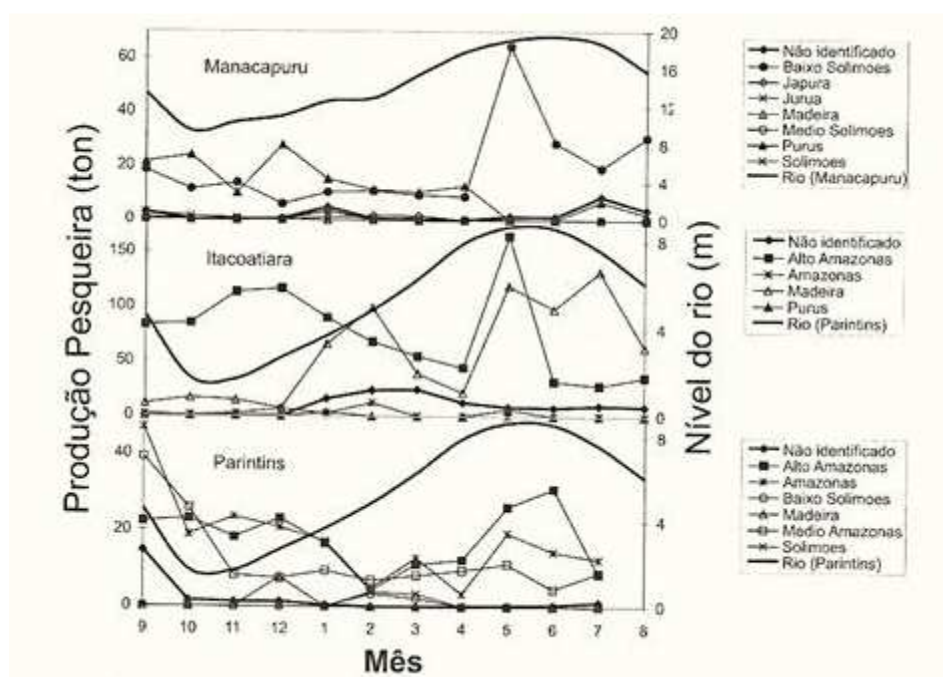 Produção Pesqueira (ton)
Nível do rio (m)
Mês
Manacapuru
60
40
20
0
20
16
12
8
4
0
Não identificado
Baixo Solimoes
Japura
Jurua
Madeira
Medio Solimoes
Purus
Solimoes
Rio (Manacapuru)
Itacoatiara
150
100
50
0
8
4
0
Não identificado
Alto Amazonas
Amazonas
Madeira
Purus
Rio (Parintins)
Parintins
40
20
0
8
4
0
Não identificado
Alto Amazonas
Amazonas
Baixo Solimoes
Madeira
Medio Amazonas
Solimoes
Rio (Parintins)
9 10 11 12 1 2 3 4 5 6 7 8